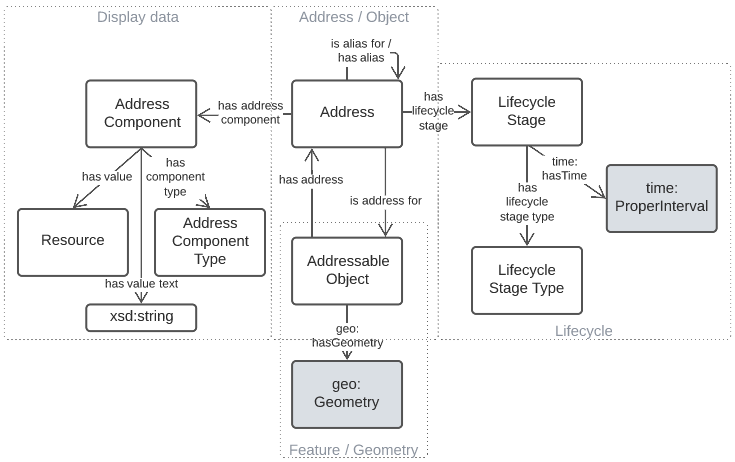 Display data
Address / Object
is alias for /
has alias
Address
Component
has address
component
Address
has
lifecycle
stage
Lifecycle
Stage
has value
has
component
type
has address
is address for
time:
hasTime
has
lifecycle
stage type
time:
ProperInterval
Resource
Address
Component
Type
Addressable
Object
Lifecycle
Stage Type
has value text
xsd:string
geo:
hasGeometry
Lifecycle
geo:
Geometry
Feature / Geometry